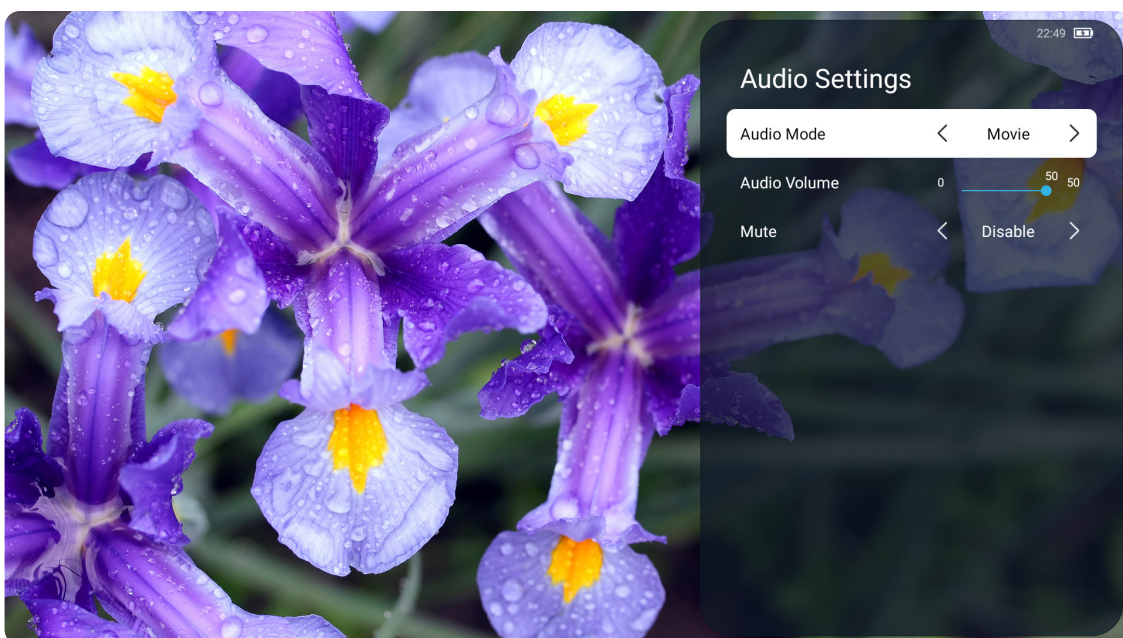 22:49
Audio Settings
Audio Mode Movie
Audio Volume 0 50 50
Mute Disable